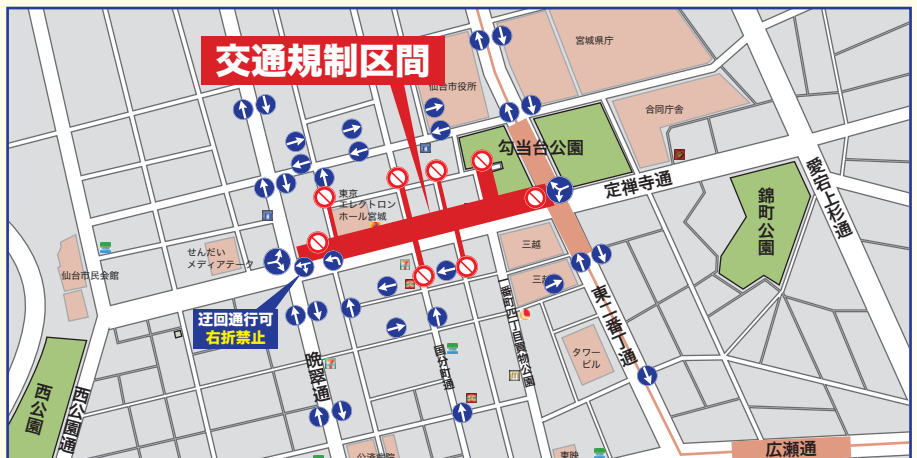 交通規制区間
宮城県庁
仙台市役所
合同庁舎
勾当台公園
定禅寺通
愛宕上杉通
錦町公園
東京
エレクトロン
ホール宮城
せんだい
メディアテーク
仙台市民会館
三越
三越
迂回通行可
右折禁止
東二番丁通
一番町四丁目買物公園
タワー
ビル
国分町通
晩翠通
西公園
西公園通
広瀬通
東映